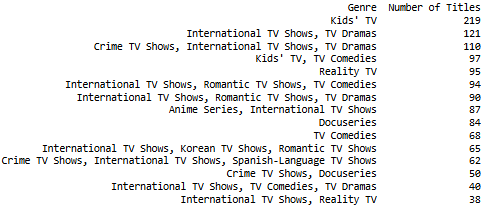 Genre Number of Titles
Kids' TV 219
International TV Shows, TV Dramas 121
Crime TV Shows, International TV Shows, TV Dramas 110
Kids' TV, TV Comedies 97
Reality TV 95
International TV Shows, Romantic TV Shows, TV Comedies 94
International TV Shows, Romantic TV Shows, TV Dramas 90
Anime Series, International TV Shows 87
Docuseries 84
TV Comedies 68
International TV Shows, Korean TV Shows, Romantic TV Shows 65
Crime TV Shows, International TV Shows, Spanish-Language TV Shows 62
Crime TV Shows, Docuseries 50
International TV Shows, TV Comedies, TV Dramas 40
International TV Shows, Reality TV 38